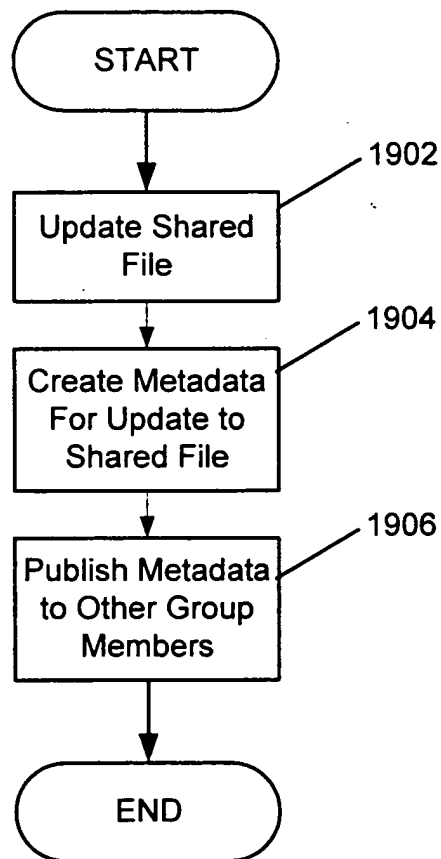 START
1902
Update Shared
File
1904
Create Metadata
For Update to
Shared File
1906
Publish Metadata
to Other Group
Members
END